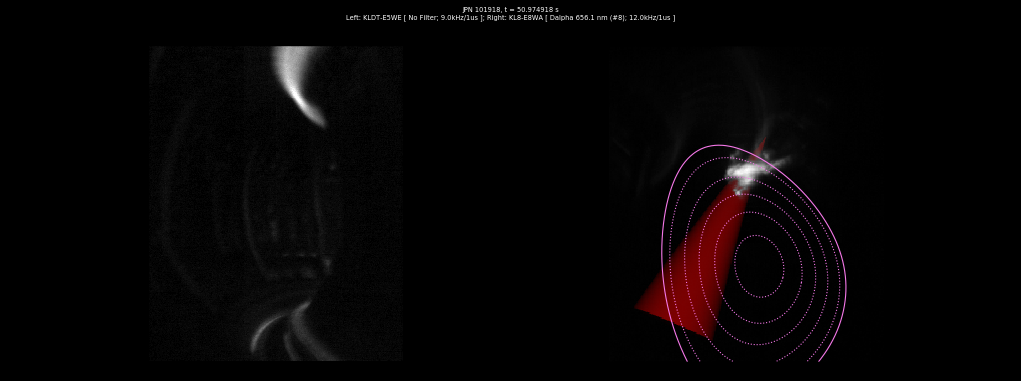 JPN 101918, t = 50.974918 s
Left: KLDT-E5WE [ No Filter; 9.0kHz/1us ]; Right: KL8-E8WA [ Dalpha 656.1 nm (#8); 12.0kHz/1us ]